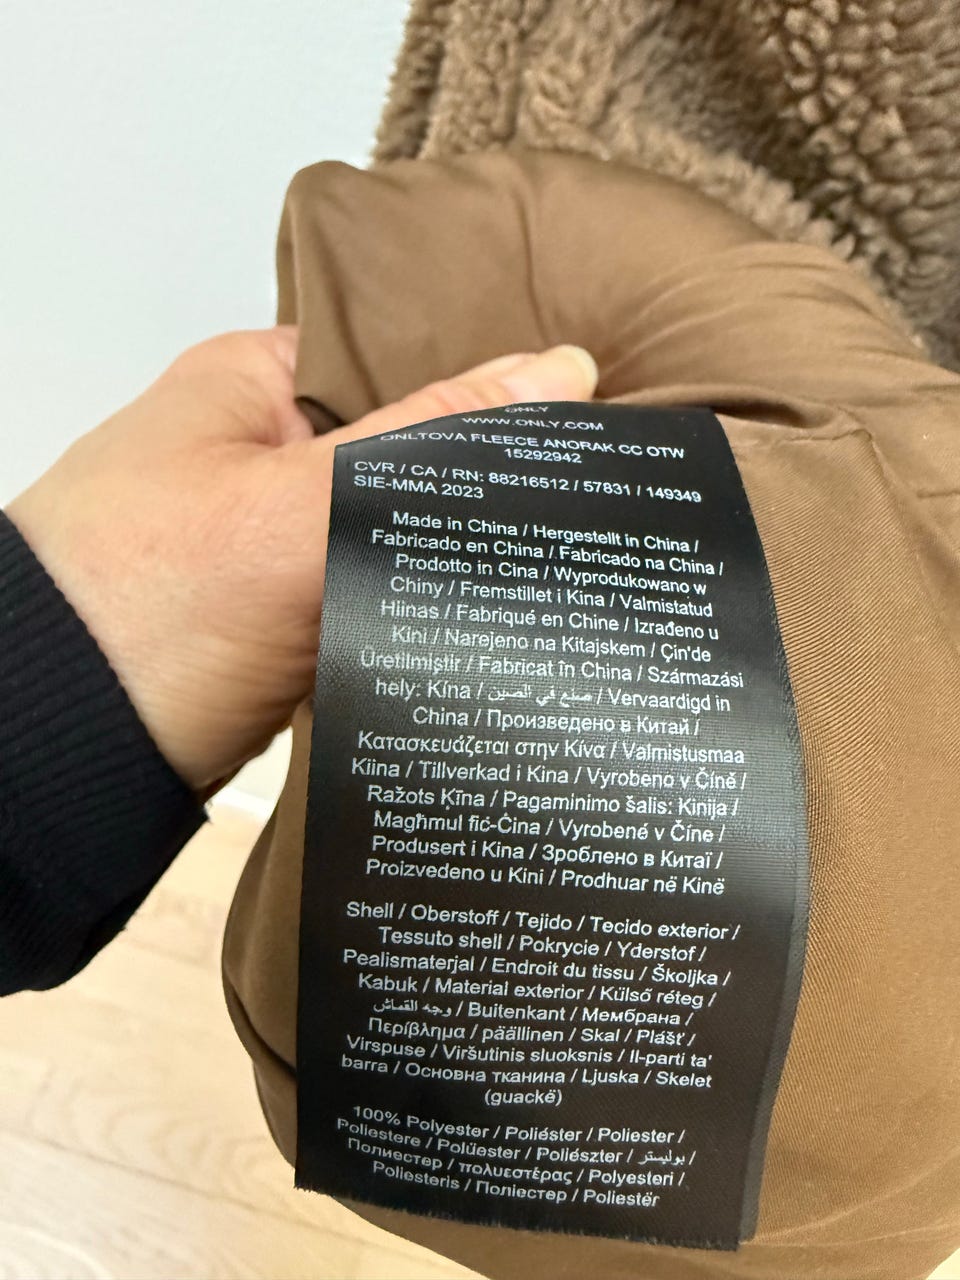 ONLY
WWW.ONLY.COM
ONLTOVA FLEECE ANORAK CC OTW
15292942
CVR / CA / RN: 88216512 / 57831 / 149349
SIE-MMA 2023
Made in China / Hergestellt in China /
Fabricado en China / Fabricado na China /
Prodotto in Cina / Wyprodukowano w
Chiny / Fremstillet i Kina / Valmistatud
Hiinas / Fabriqué en Chine / Izrađeno u
Kini / Narejeno na Kitajskem / Çin'de
Üretilmiştir / Fabricat în China / Származási
hely: Kína / صنع في الصين / Vervaardigd in
China / Произведено в Китай /
Κατασκευάζεται στην Κίνα / Valmistusmaa
Kiina / Tillverkad i Kina / Vyrobeno v Číně /
Ražots Ķīna / Pagaminimo šalis: Kinija /
Magħmul fiċ-Ċina / Vyrobené v Číne /
Produsert i Kina / Зроблено в Китаї /
Proizvedeno u Kini / Prodhuar në Kinë
Shell / Oberstoff / Tejido / Tecido exterior /
Tessuto shell / Pokrycie / Yderstof /
Pealismaterjal / Endroit du tissu / Školjka /
Kabuk / Material exterior / Külső réteg /
وجه القماش / Buitenkant / Мембрана /
Περίβλημα / päällinen / Skal / Plášť /
Virspuse / Viršutinis sluoksnis / Il-parti ta'
barra / Основна тканина / Ljuska / Skelet
(guackë)
100% Polyester / Poliéster / Poliester /
Poliestere / Polüester / Poliészter / بوليستر /
Полиестер / πολυεστέρας / Polyesteri /
Poliesteris / Поліестер / Poliestër